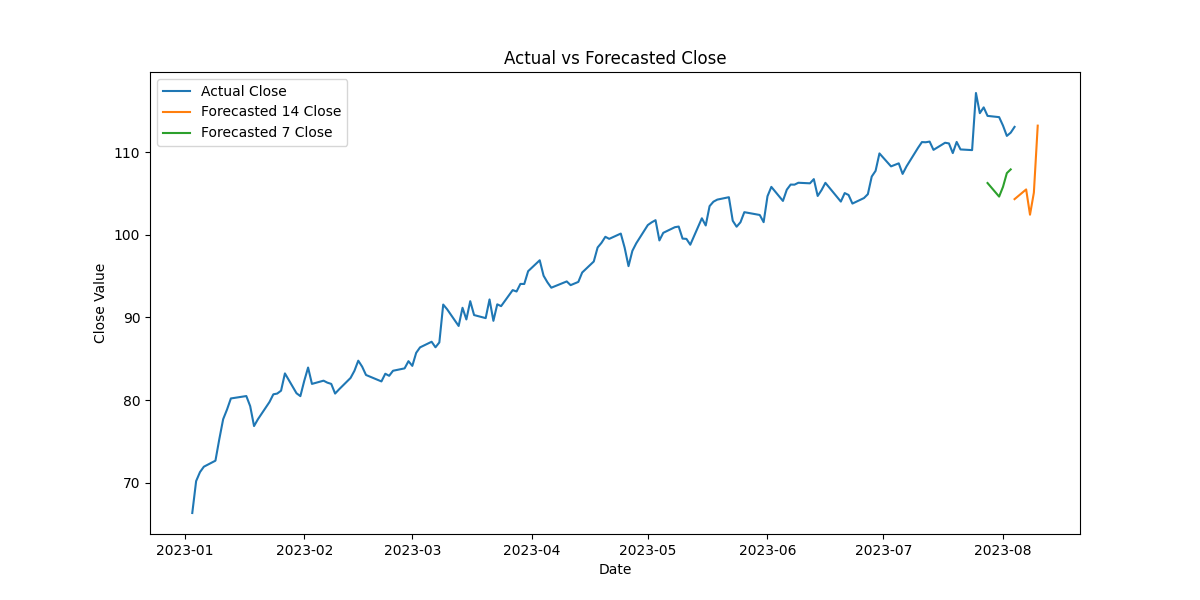 Actual vs Forecasted Close
Actual Close
Forecasted 14 Close
Forecasted 7 Close
Close Value
110
100
90
80
70
2023-01 2023-02 2023-03 2023-04 2023-05 2023-06 2023-07 2023-08
Date